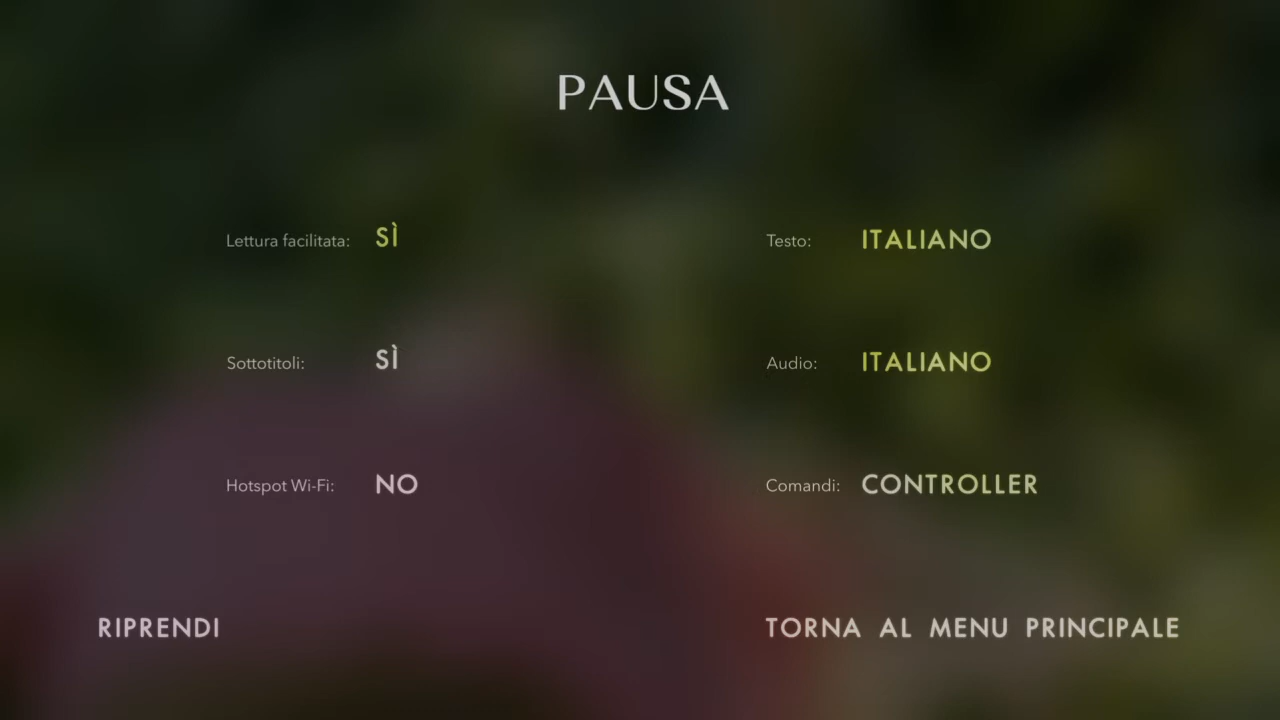 PAUSA
Lettura facilitata: SÌ
Testo: ITALIANO
Sottotitoli: SÌ
Audio: ITALIANO
Hotspot Wi-Fi: NO
Comandi: CONTROLLER
RIPRENDI
TORNA AL MENU PRINCIPALE